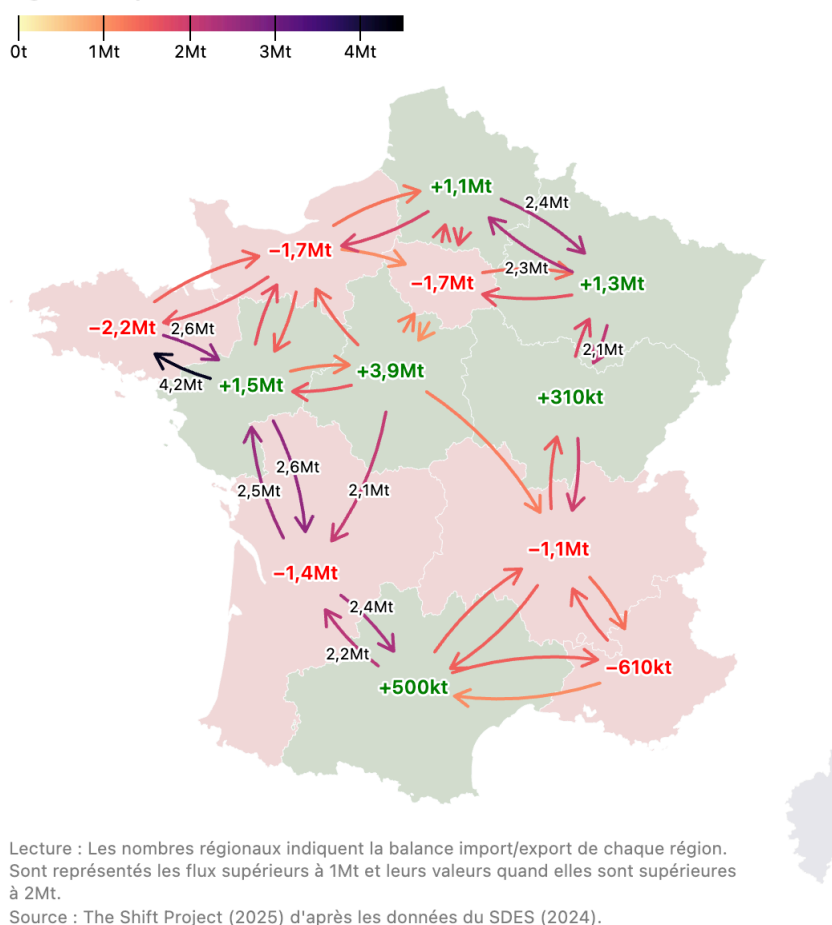 0t 1Mt 2Mt 3Mt 4Mt
+1,1Mt
2,4Mt
−1,7Mt
2,3Mt
−1,7Mt
+1,3Mt
−2,2Mt
2,6Mt
2,1Mt
4,2Mt
+1,5Mt
+3,9Mt
+310kt
2,6Mt
2,5Mt
2,1Mt
−1,1Mt
−1,4Mt
2,4Mt
2,2Mt
−610kt
+500kt
Lecture : Les nombres régionaux indiquent la balance import/export de chaque région.
Sont représentés les flux supérieurs à 1Mt et leurs valeurs quand elles sont supérieures
à 2Mt.
Source : The Shift Project (2025) d'après les données du SDES (2024).